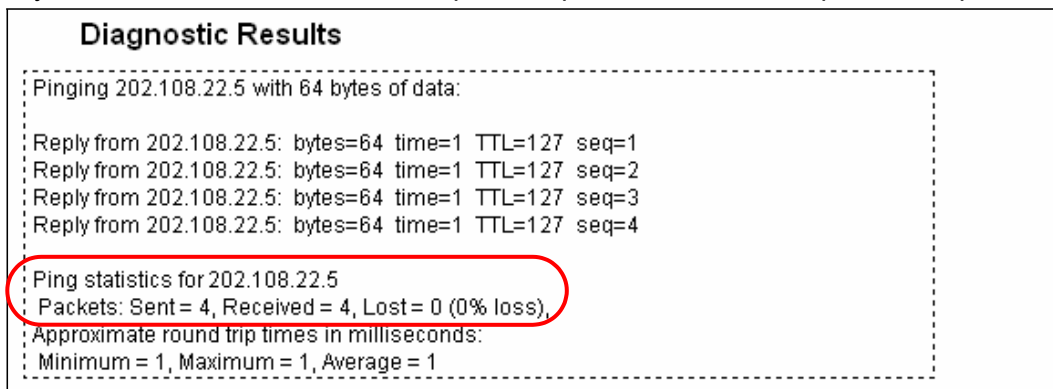 Diagnostic Results
Pinging 202.108.22.5 with 64 bytes of data:
Reply from 202.108.22.5: bytes=64 time=1 TTL=127 seq=1
Reply from 202.108.22.5: bytes=64 time=1 TTL=127 seq=2
Reply from 202.108.22.5: bytes=64 time=1 TTL=127 seq=3
Reply from 202.108.22.5: bytes=64 time=1 TTL=127 seq=4
Ping statistics for 202.108.22.5
Packets: Sent = 4, Received = 4, Lost = 0 (0% loss),
Approximate round trip times in milliseconds:
Minimum = 1, Maximum = 1, Average = 1